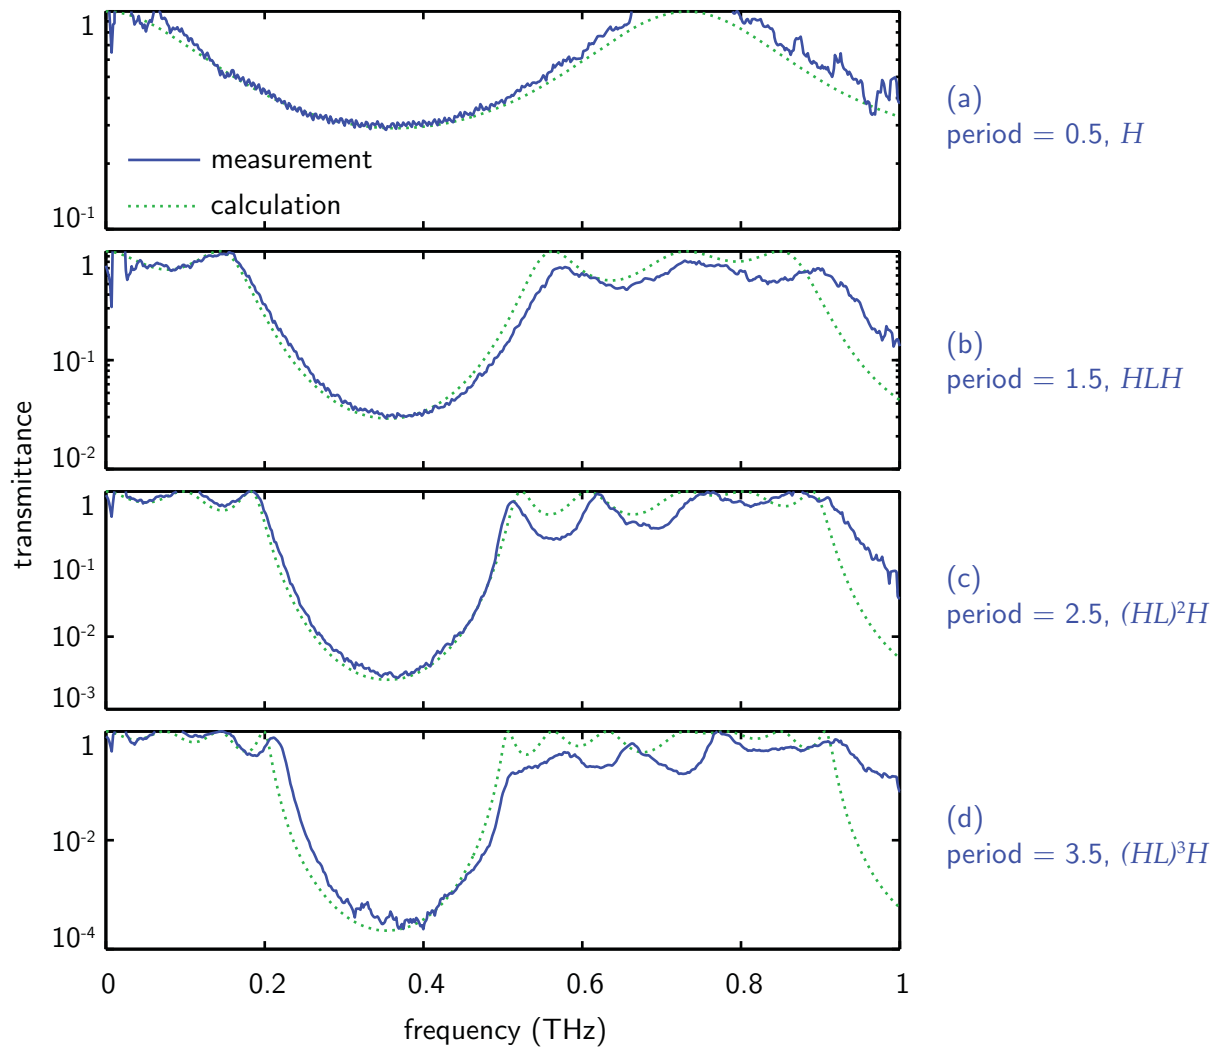 1
10-1
measurement
calculation
(a)
period = 0.5, H
1
10-1
10-2
(b)
period = 1.5, HLH
1
10-1
10-2
10-3
(c)
period = 2.5, (HL)²H
1
10-2
10-4
(d)
period = 3.5, (HL)³H
transmittance
0 0.2 0.4 0.6 0.8 1
frequency (THz)